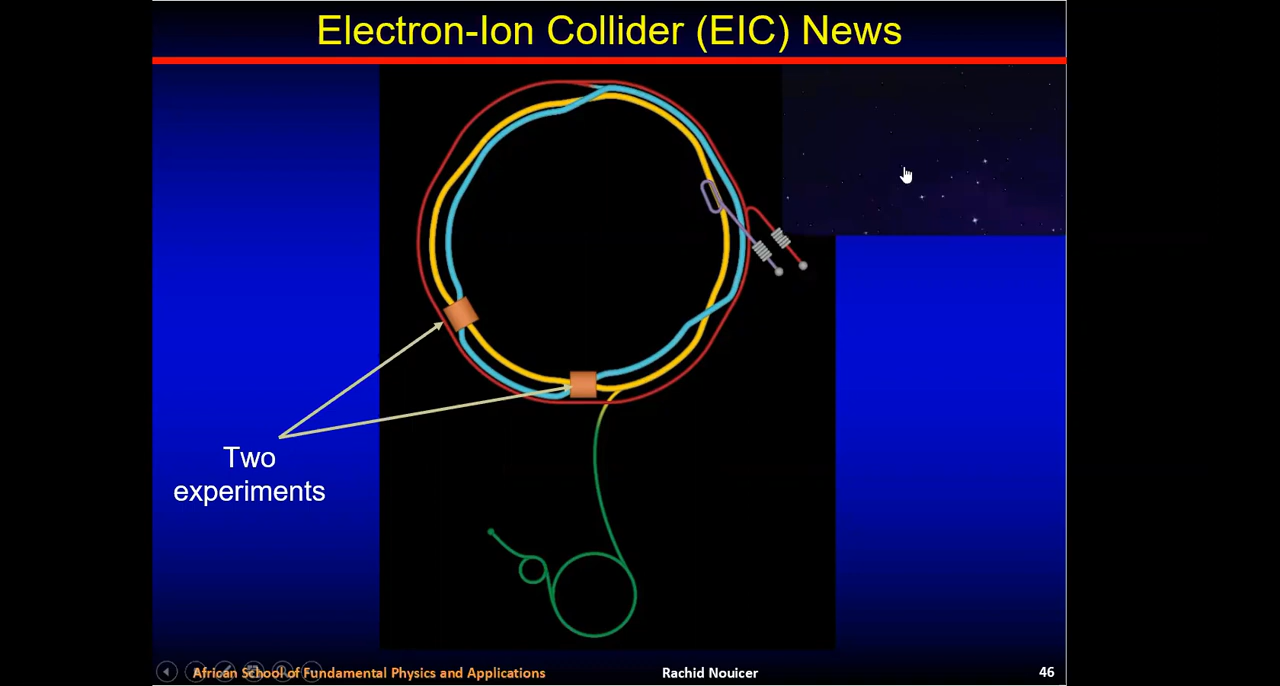 Electron-Ion Collider (EIC) News
Two
experiments
African School of Fundamental Physics and Applications
Rachid Nouicer
46